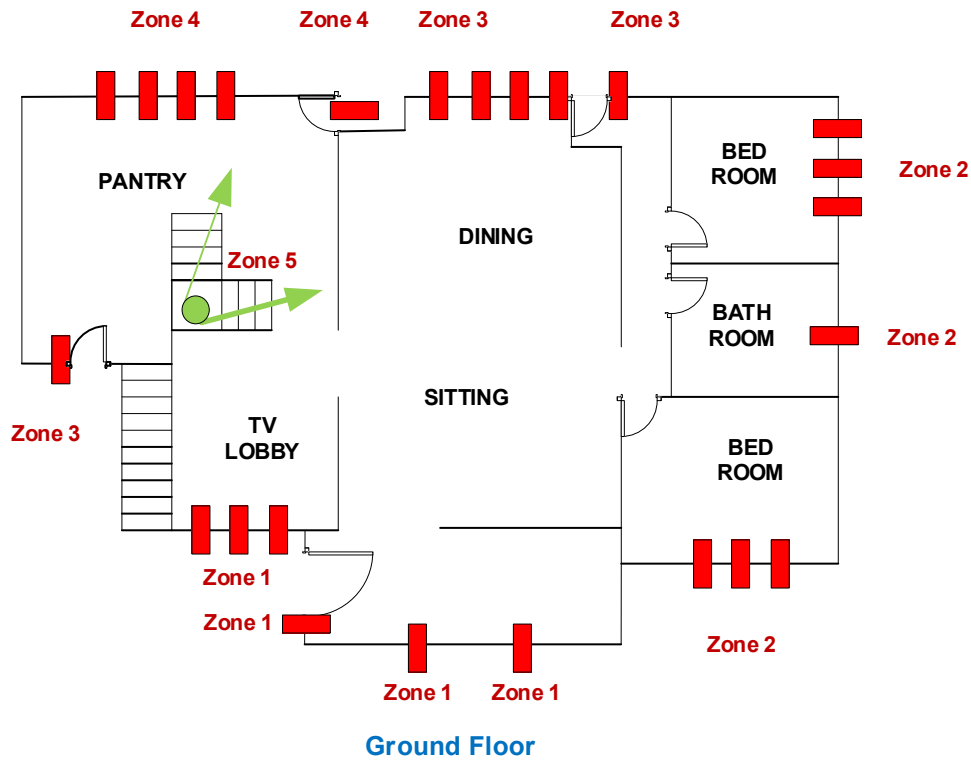 Zone 4
Zone 4
Zone 3
Zone 3
BED
ROOM
Zone 2
PANTRY
DINING
Zone 5
BATH
ROOM
Zone 2
SITTING
TV
LOBBY
Zone 3
BED
ROOM
Zone 1
Zone 1
Zone 2
Zone 1
Zone 1
Ground Floor